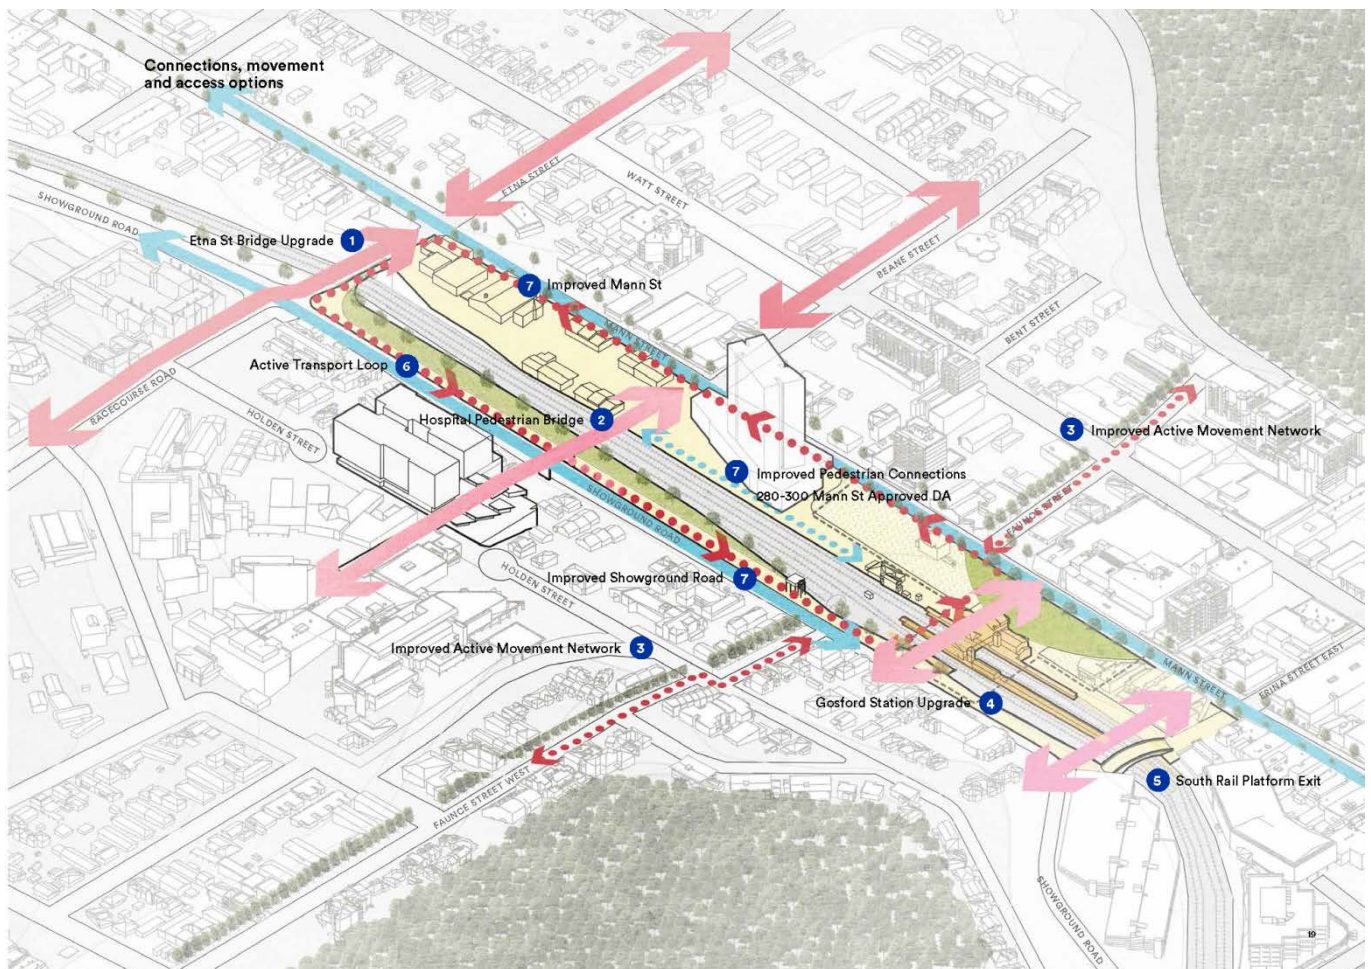 Connections, movement
and access options
ETNA STREET
WATT STREET
SHOWGROUND ROAD
Etna St Bridge Upgrade 1
BEANE STREET
7 Improved Mann St
MANN STREET
BENT STREET
Active Transport Loop 6
RACECOURSE ROAD
HOLDEN STREET
Hospital Pedestrian Bridge 2
3 Improved Active Movement Network
7 Improved Pedestrian Connections
280-300 Mann St Approved DA
FAUNCE STREET
SHOWGROUND ROAD
HOLDEN STREET
Improved Showground Road 7
Improved Active Movement Network 3
MANN STREET
ERINA STREET EAST
Gosford Station Upgrade 4
5 South Rail Platform Exit
FAUNCE STREET WEST
SHOWGROUND ROAD
19